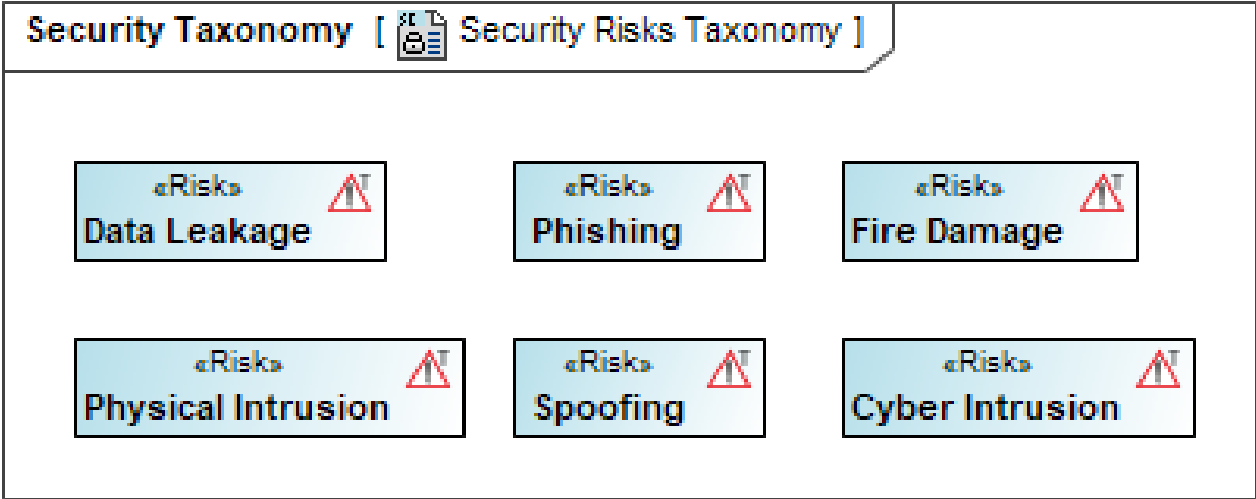 Security Taxonomy [ Security Risks Taxonomy ]
«Risk»
Data Leakage
«Risk»
Phishing
«Risk»
Fire Damage
«Risk»
Physical Intrusion
«Risk»
Spoofing
«Risk»
Cyber Intrusion